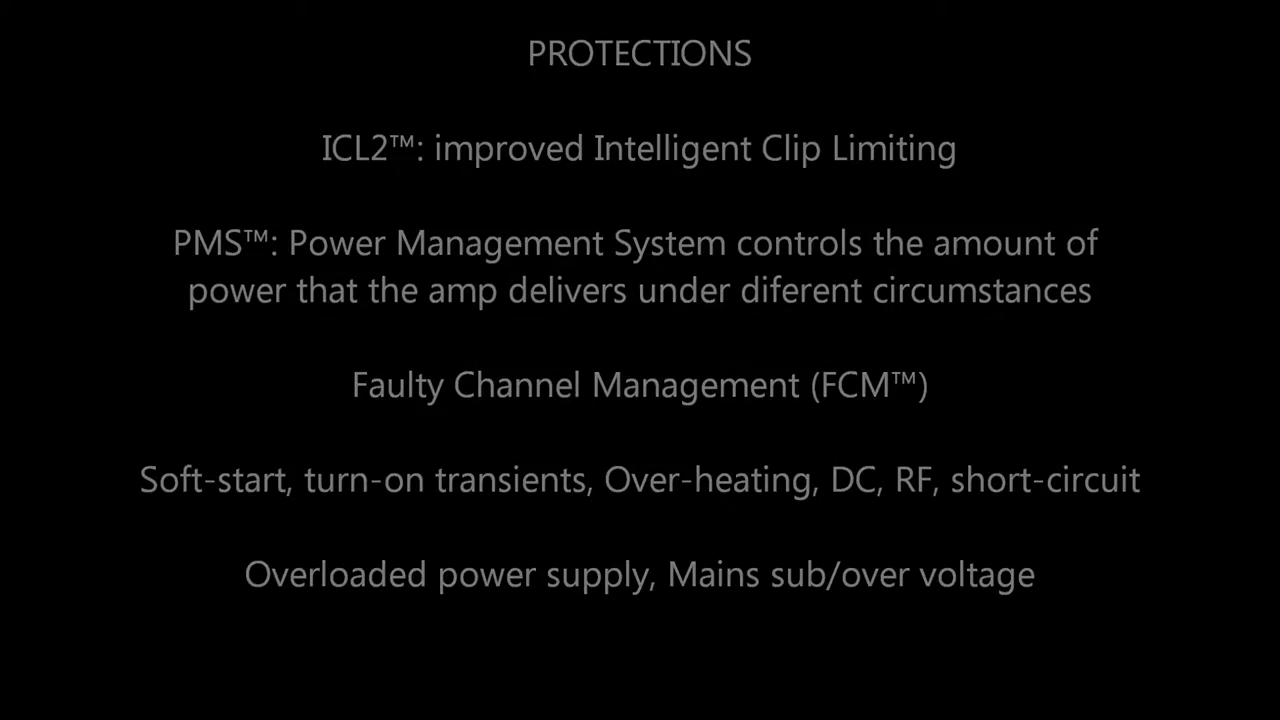 PROTECTIONS
ICL2™: improved Intelligent Clip Limiting
PMS™: Power Management System controls the amount of
power that the amp delivers under diferent circumstances
Faulty Channel Management (FCM™)
Soft-start, turn-on transients, Over-heating, DC, RF, short-circuit
Overloaded power supply, Mains sub/over voltage